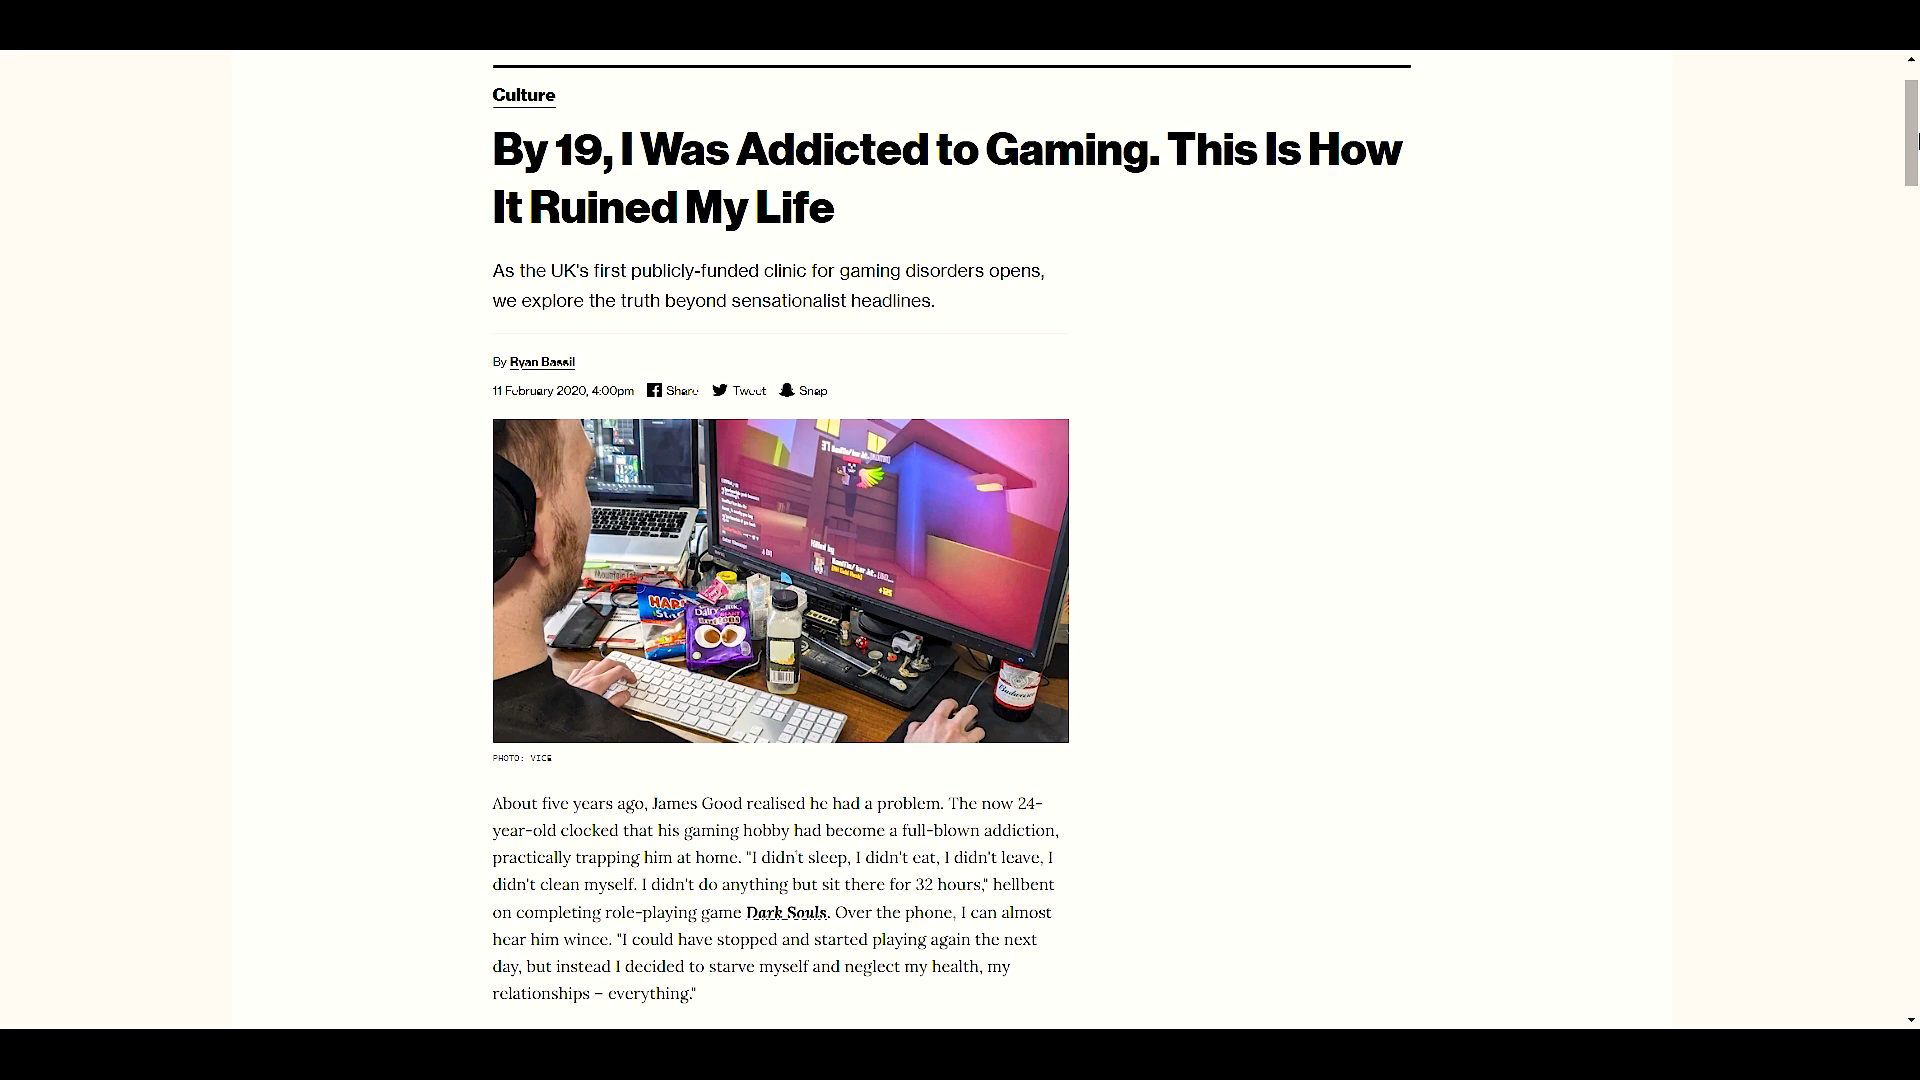 Culture
By 19, I Was Addicted to Gaming. This Is How
It Ruined My Life
As the UK's first publicly-funded clinic for gaming disorders opens,
we explore the truth beyond sensationalist headlines.
By Ryan Bassil
11 February 2020, 4:00pm Share Tweet Snap
Killed by
Budweiser
PHOTO: VICE
About five years ago, James Good realised he had a problem. The now 24-
year-old clocked that his gaming hobby had become a full-blown addiction,
practically trapping him at home. "I didn't sleep, I didn't eat, I didn't leave, I
didn't clean myself. I didn't do anything but sit there for 32 hours," hellbent
on completing role-playing game Dark Souls. Over the phone, I can almost
hear him wince. "I could have stopped and started playing again the next
day, but instead I decided to starve myself and neglect my health, my
relationships – everything."